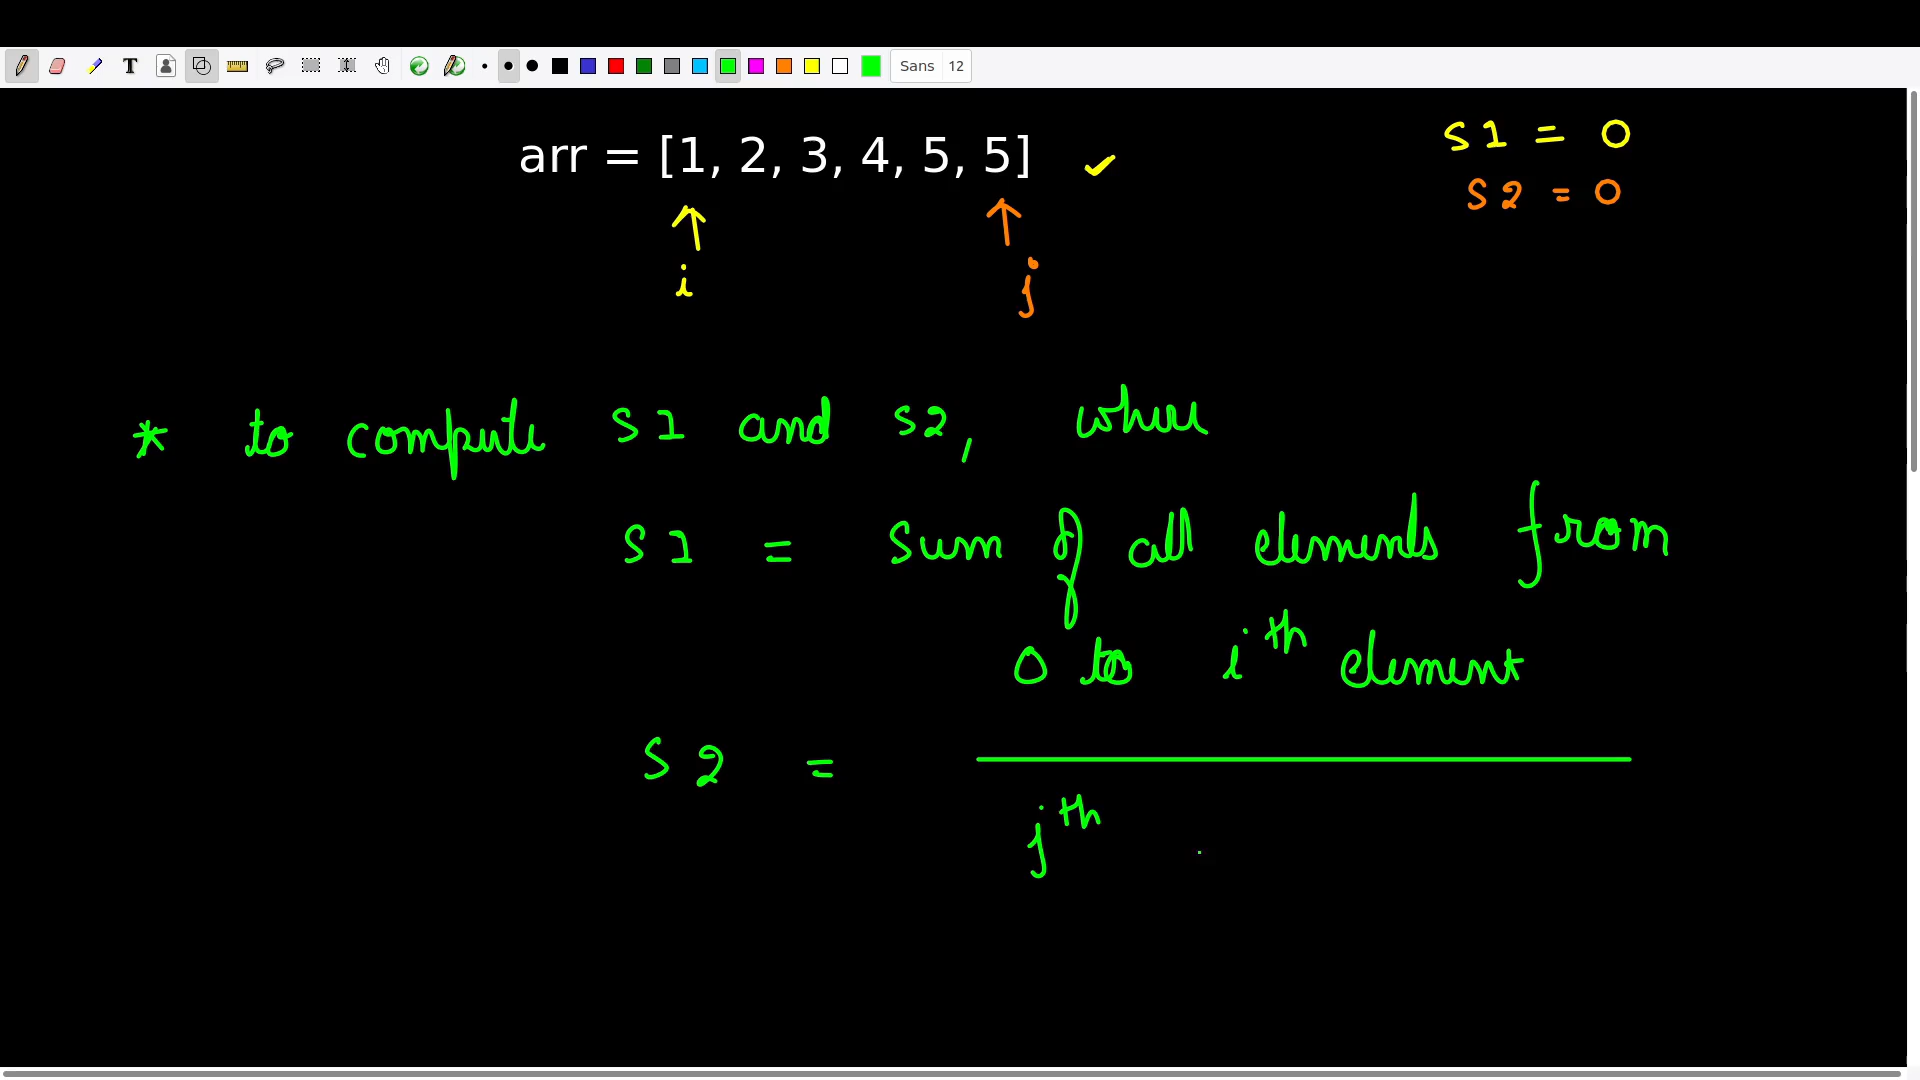 Sans 12
arr = [1, 2, 3, 4, 5, 5]
S1 = 0
S2 = 0
i
j
* to compute S1 and S2, where
S1 = Sum of all elements from
0 to i th element
S2 =
j th